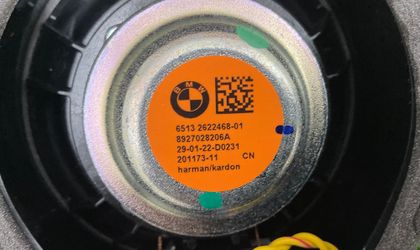 BMW
6513 2622468-01
8927028206A
29-01-22-D0231
201173-11 CN
harman/kardon